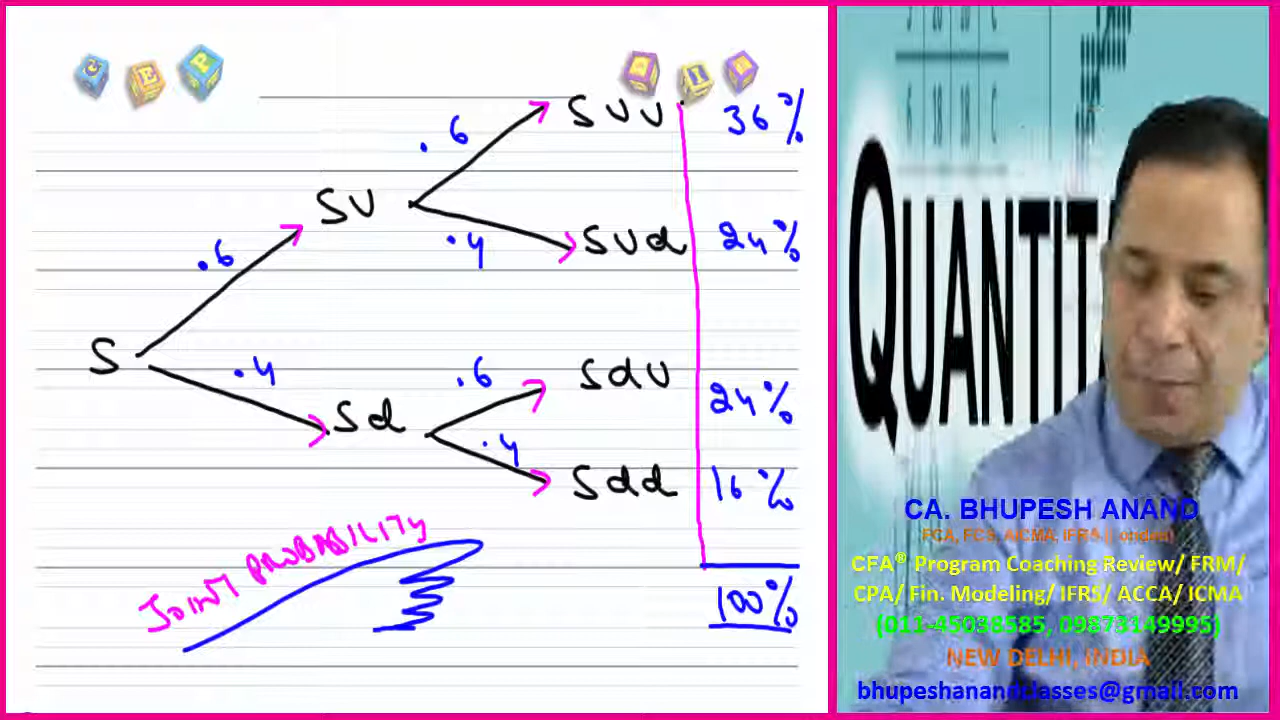 C E P
A I
SUU 36%
.6
SU
.4
SUd 24%
.6
S
.4
.6
SdU 24%
Sd
.4
Sdd 16%
JOINT PROBABILITY
100%
QUANTIT
CA. BHUPESH ANAND
FCA, FCS, AICMA, IFRS (London)
CFA® Program Coaching Review/ FRM/
CPA/ Fin. Modeling/ IFRS/ ACCA/ ICMA
(011-45038585, 09873149995)
NEW DELHI, INDIA
bhupeshanandclasses@gmail.com